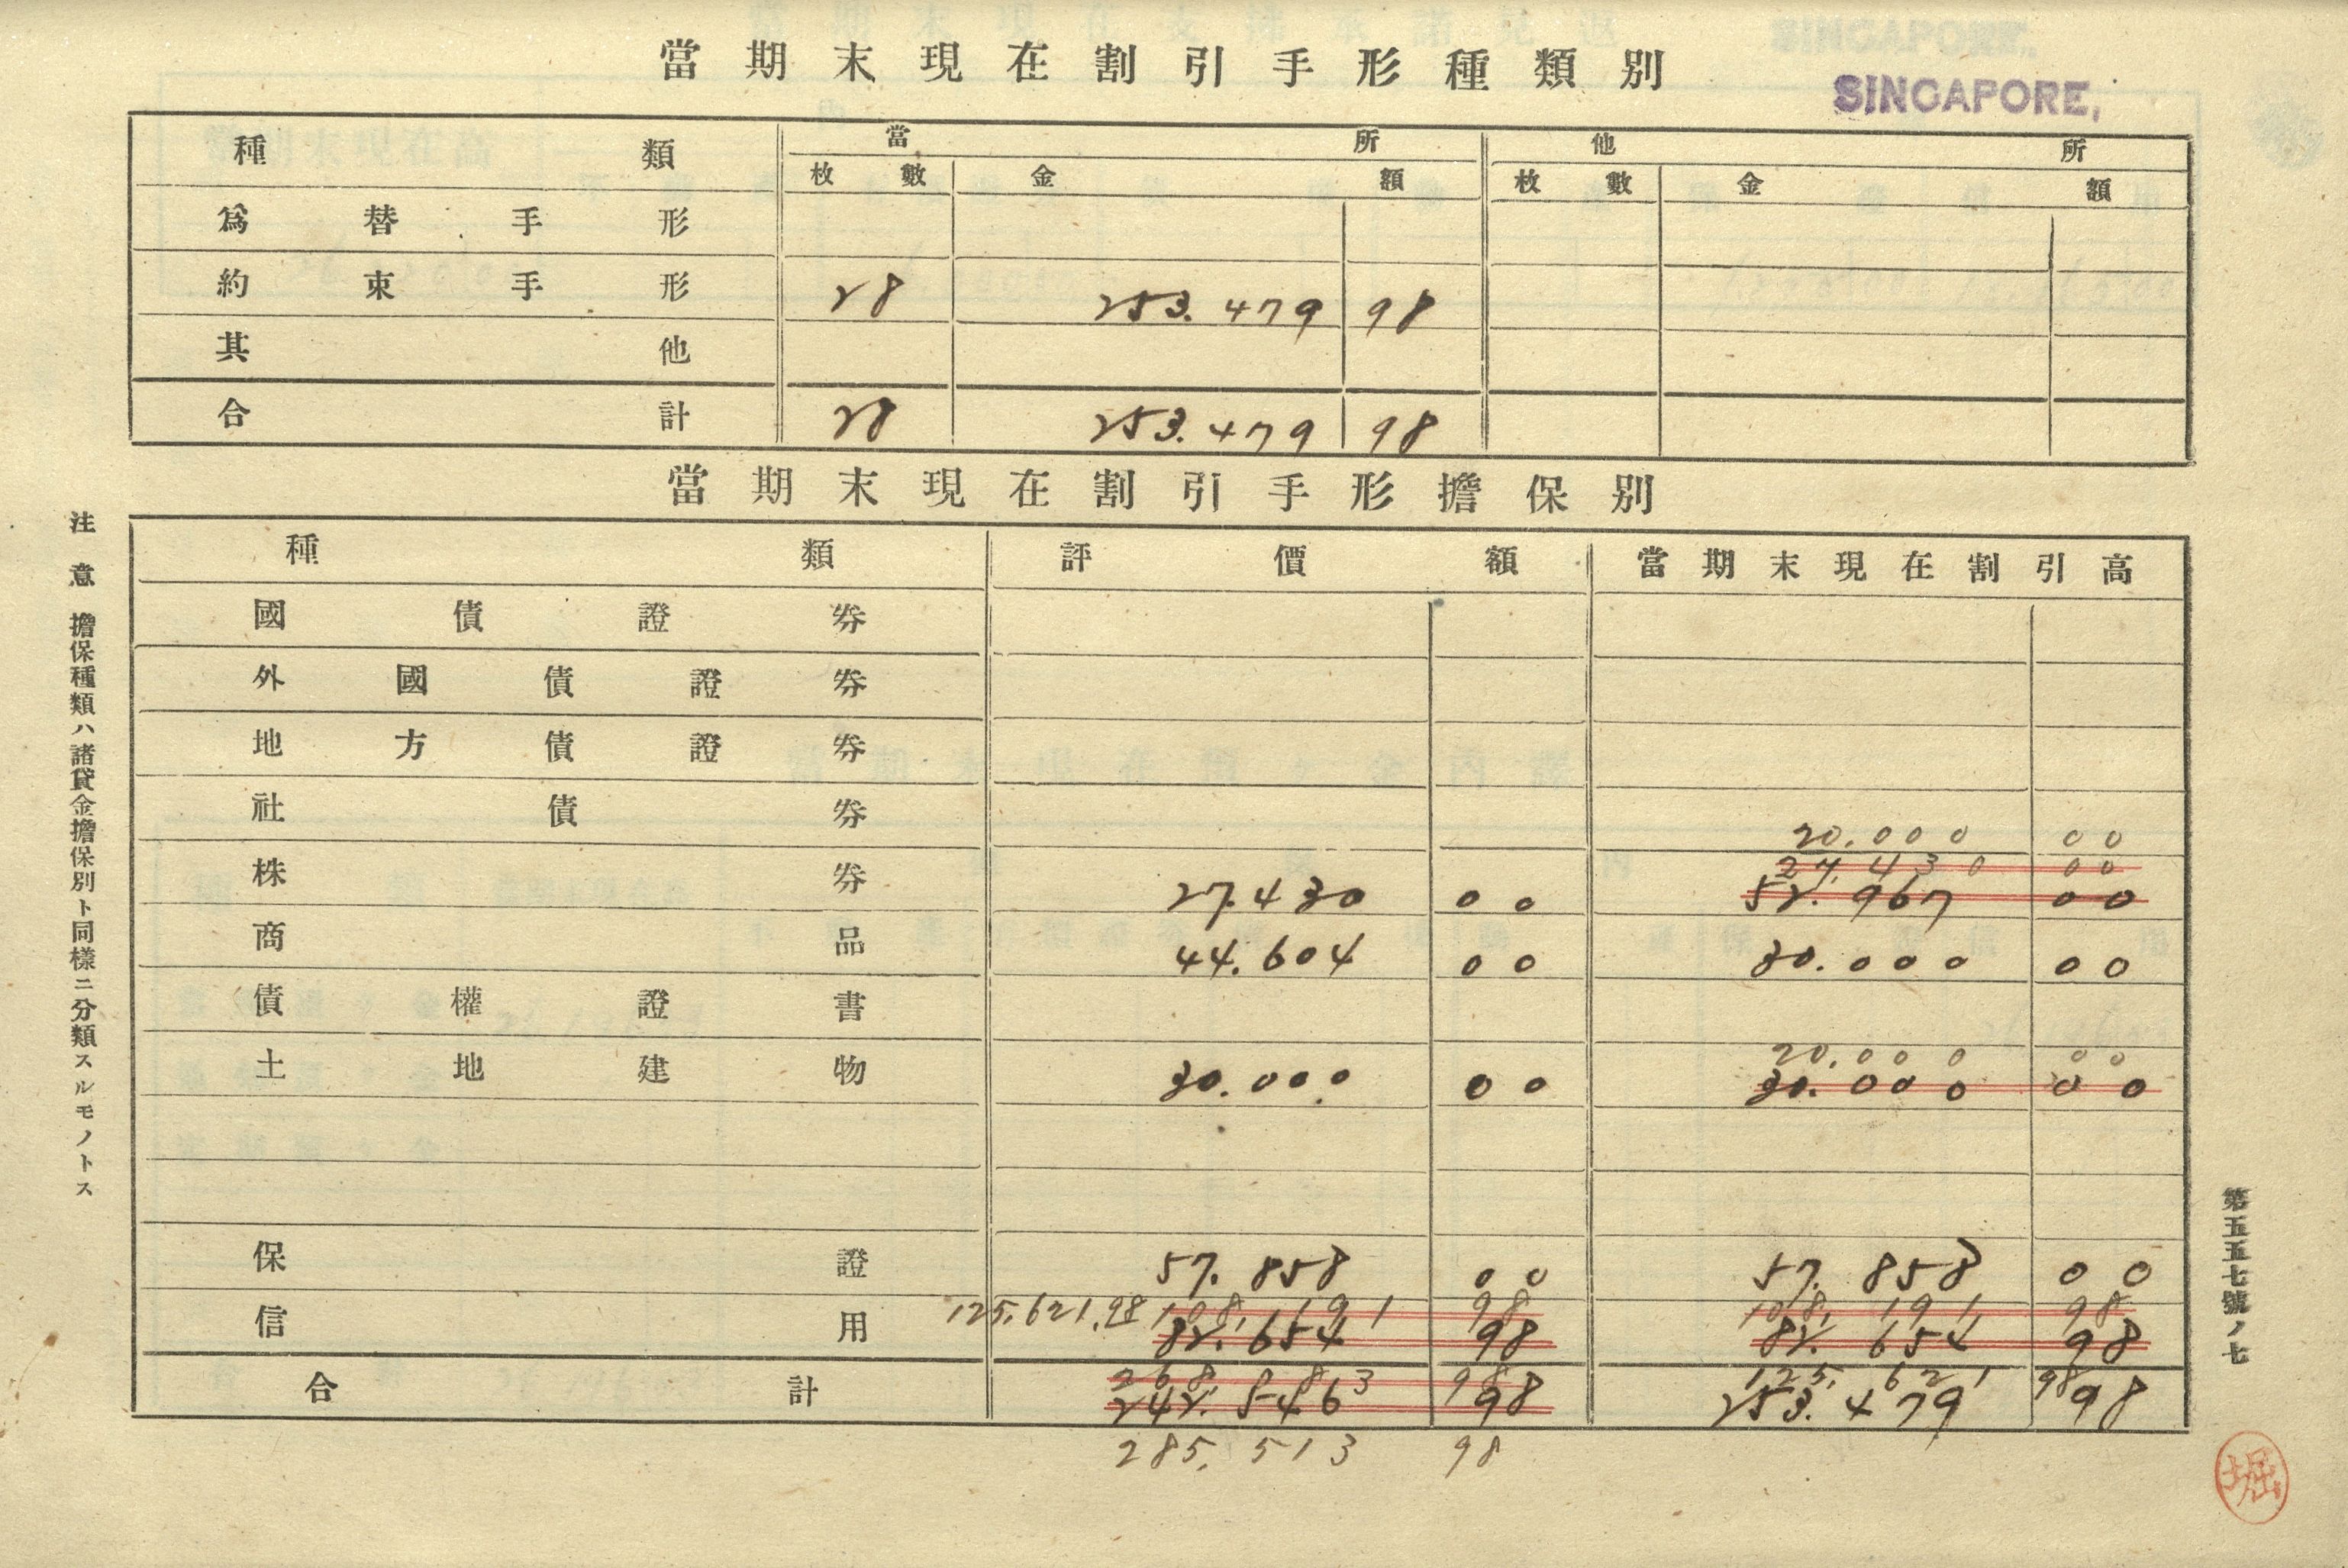 當期末現在割引手形種類別
SINGAPORE,
種類 當所 他所
枚數 金額 枚數 金額
爲替手形
約束手形 28 253.479 98
其他
合計 28 253.479 98
當期末現在割引手形擔保別
種類 評價額 當期末現在割引高
國債證券
外國債證券
地方債證券
社債券
20.000 00
27.430 00
株券 27.430 00 52.967 00
商品 44.604 00 30.000 00
債權證書
20.000 00
土地建物 30.000 00 30.000 00
保證 57.858 00 57.858 00
125.621.98 108.191 98 108.191 98
信用 82.654 98 82.654 98
268.083 98 125.621 98
合計 242.546 98 253.479 98
285.513 98
注意 擔保種類ハ諸貸金擔保別ト同樣ニ分類スルモノトス
第五五七號ノ七
堀